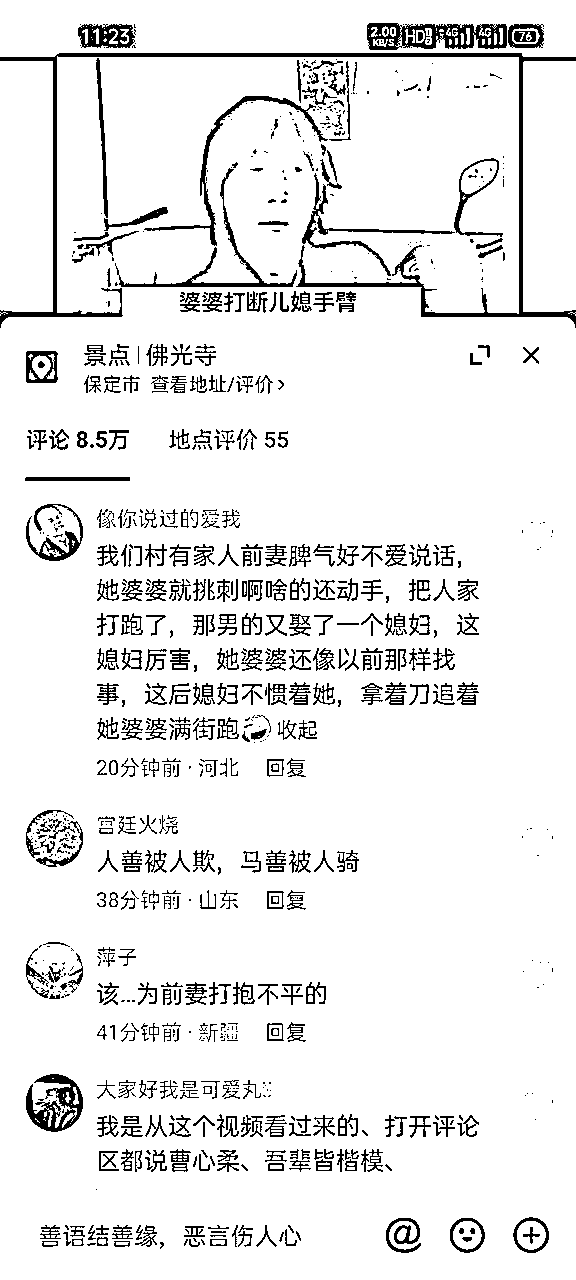 11:23
2.00 KB/S HD 4G 4G 76
婆婆打断儿媳手臂
景点 | 佛光寺
保定市 查看地址/评价>
评论 8.5万 地点评价 55
像你说过的爱我
我们村有家人前妻脾气好不爱说话，
她婆婆就挑刺啊啥的还动手，把人家
打跑了，那男的又娶了一个媳妇，这
媳妇厉害，她婆婆还像以前那样找
事，这后媳妇不惯着她，拿着刀追着
她婆婆满街跑 收起
20分钟前·河北 回复
宫廷火烧
人善被人欺，马善被人骑
38分钟前·山东 回复
萍子
该...为前妻打抱不平的
41分钟前·新疆 回复
大家好我是可爱丸
我是从这个视频看过来的、打开评论
区都说曹心柔、吾辈皆楷模、
善语结善缘，恶言伤人心